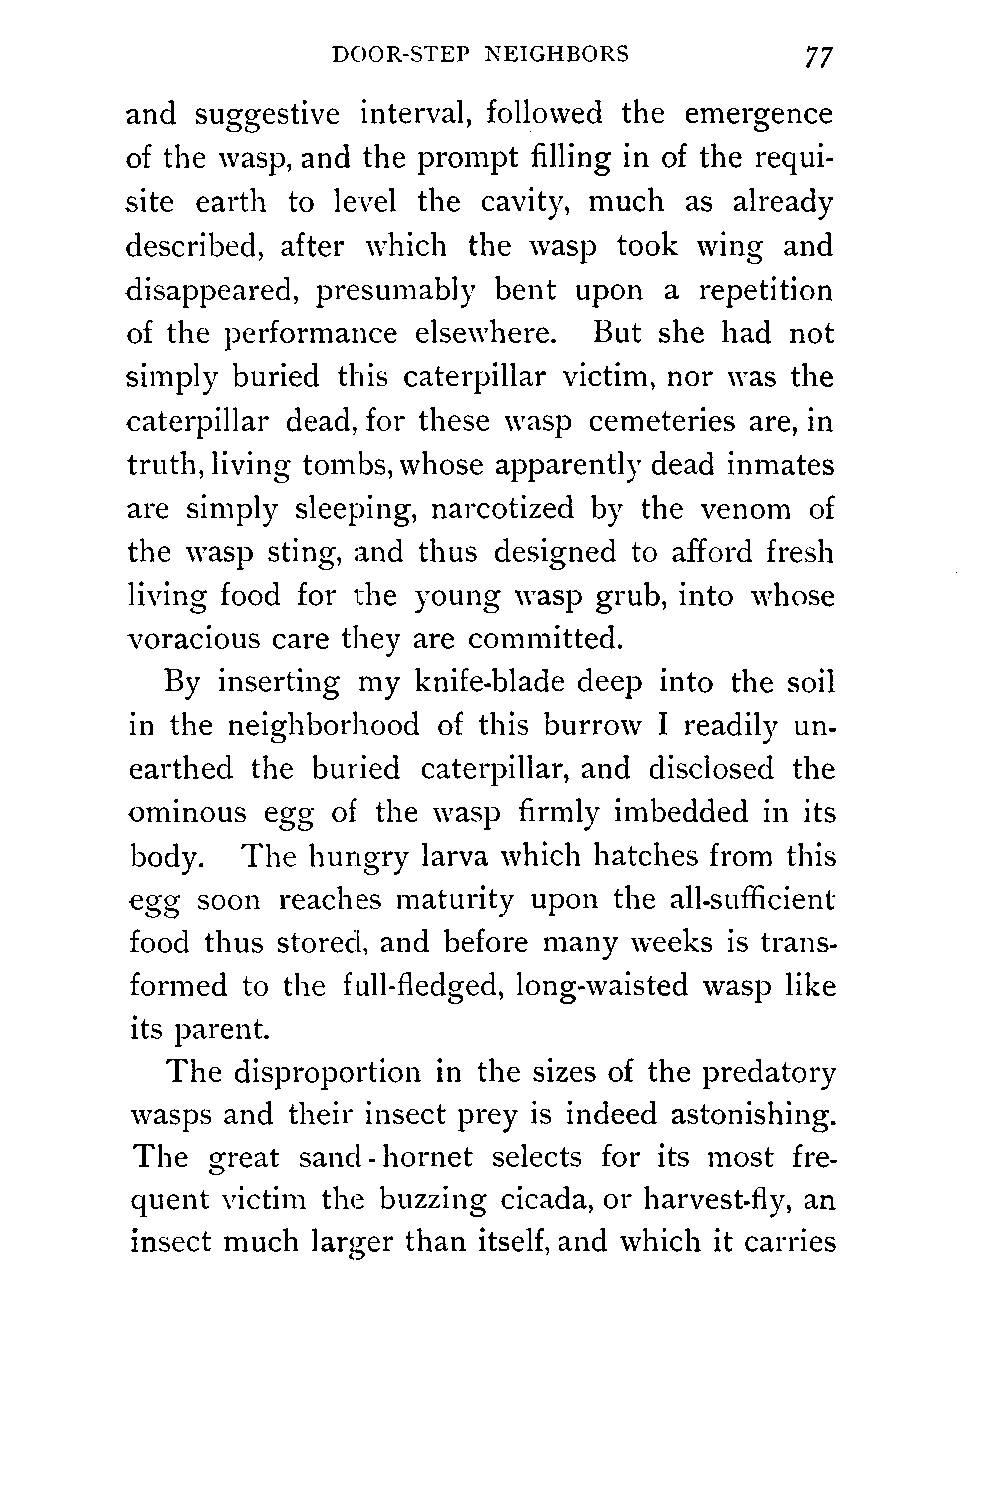 DOOR-STEP NEIGHBORS 77
and suggestive interval, followed the emergence
of the wasp, and the prompt filling in of the requi-
site earth to level the cavity, much as already
described, after which the wasp took wing and
disappeared, presumably bent upon a repetition
of the performance elsewhere. But she had not
simply buried this caterpillar victim, nor was the
caterpillar dead, for these wasp cemeteries are, in
truth, living tombs, whose apparently dead inmates
are simply sleeping, narcotized by the venom of
the wasp sting, and thus designed to afford fresh
living food for the young wasp grub, into whose
voracious care they are committed.
By inserting my knife-blade deep into the soil
in the neighborhood of this burrow I readily un-
earthed the buried caterpillar, and disclosed the
ominous egg of the wasp firmly imbedded in its
body. The hungry larva which hatches from this
egg soon reaches maturity upon the all-sufficient
food thus stored, and before many weeks is trans-
formed to the full-fledged, long-waisted wasp like
its parent.
The disproportion in the sizes of the predatory
wasps and their insect prey is indeed astonishing.
The great sand-hornet selects for its most fre-
quent victim the buzzing cicada, or harvest-fly, an
insect much larger than itself, and which it carries